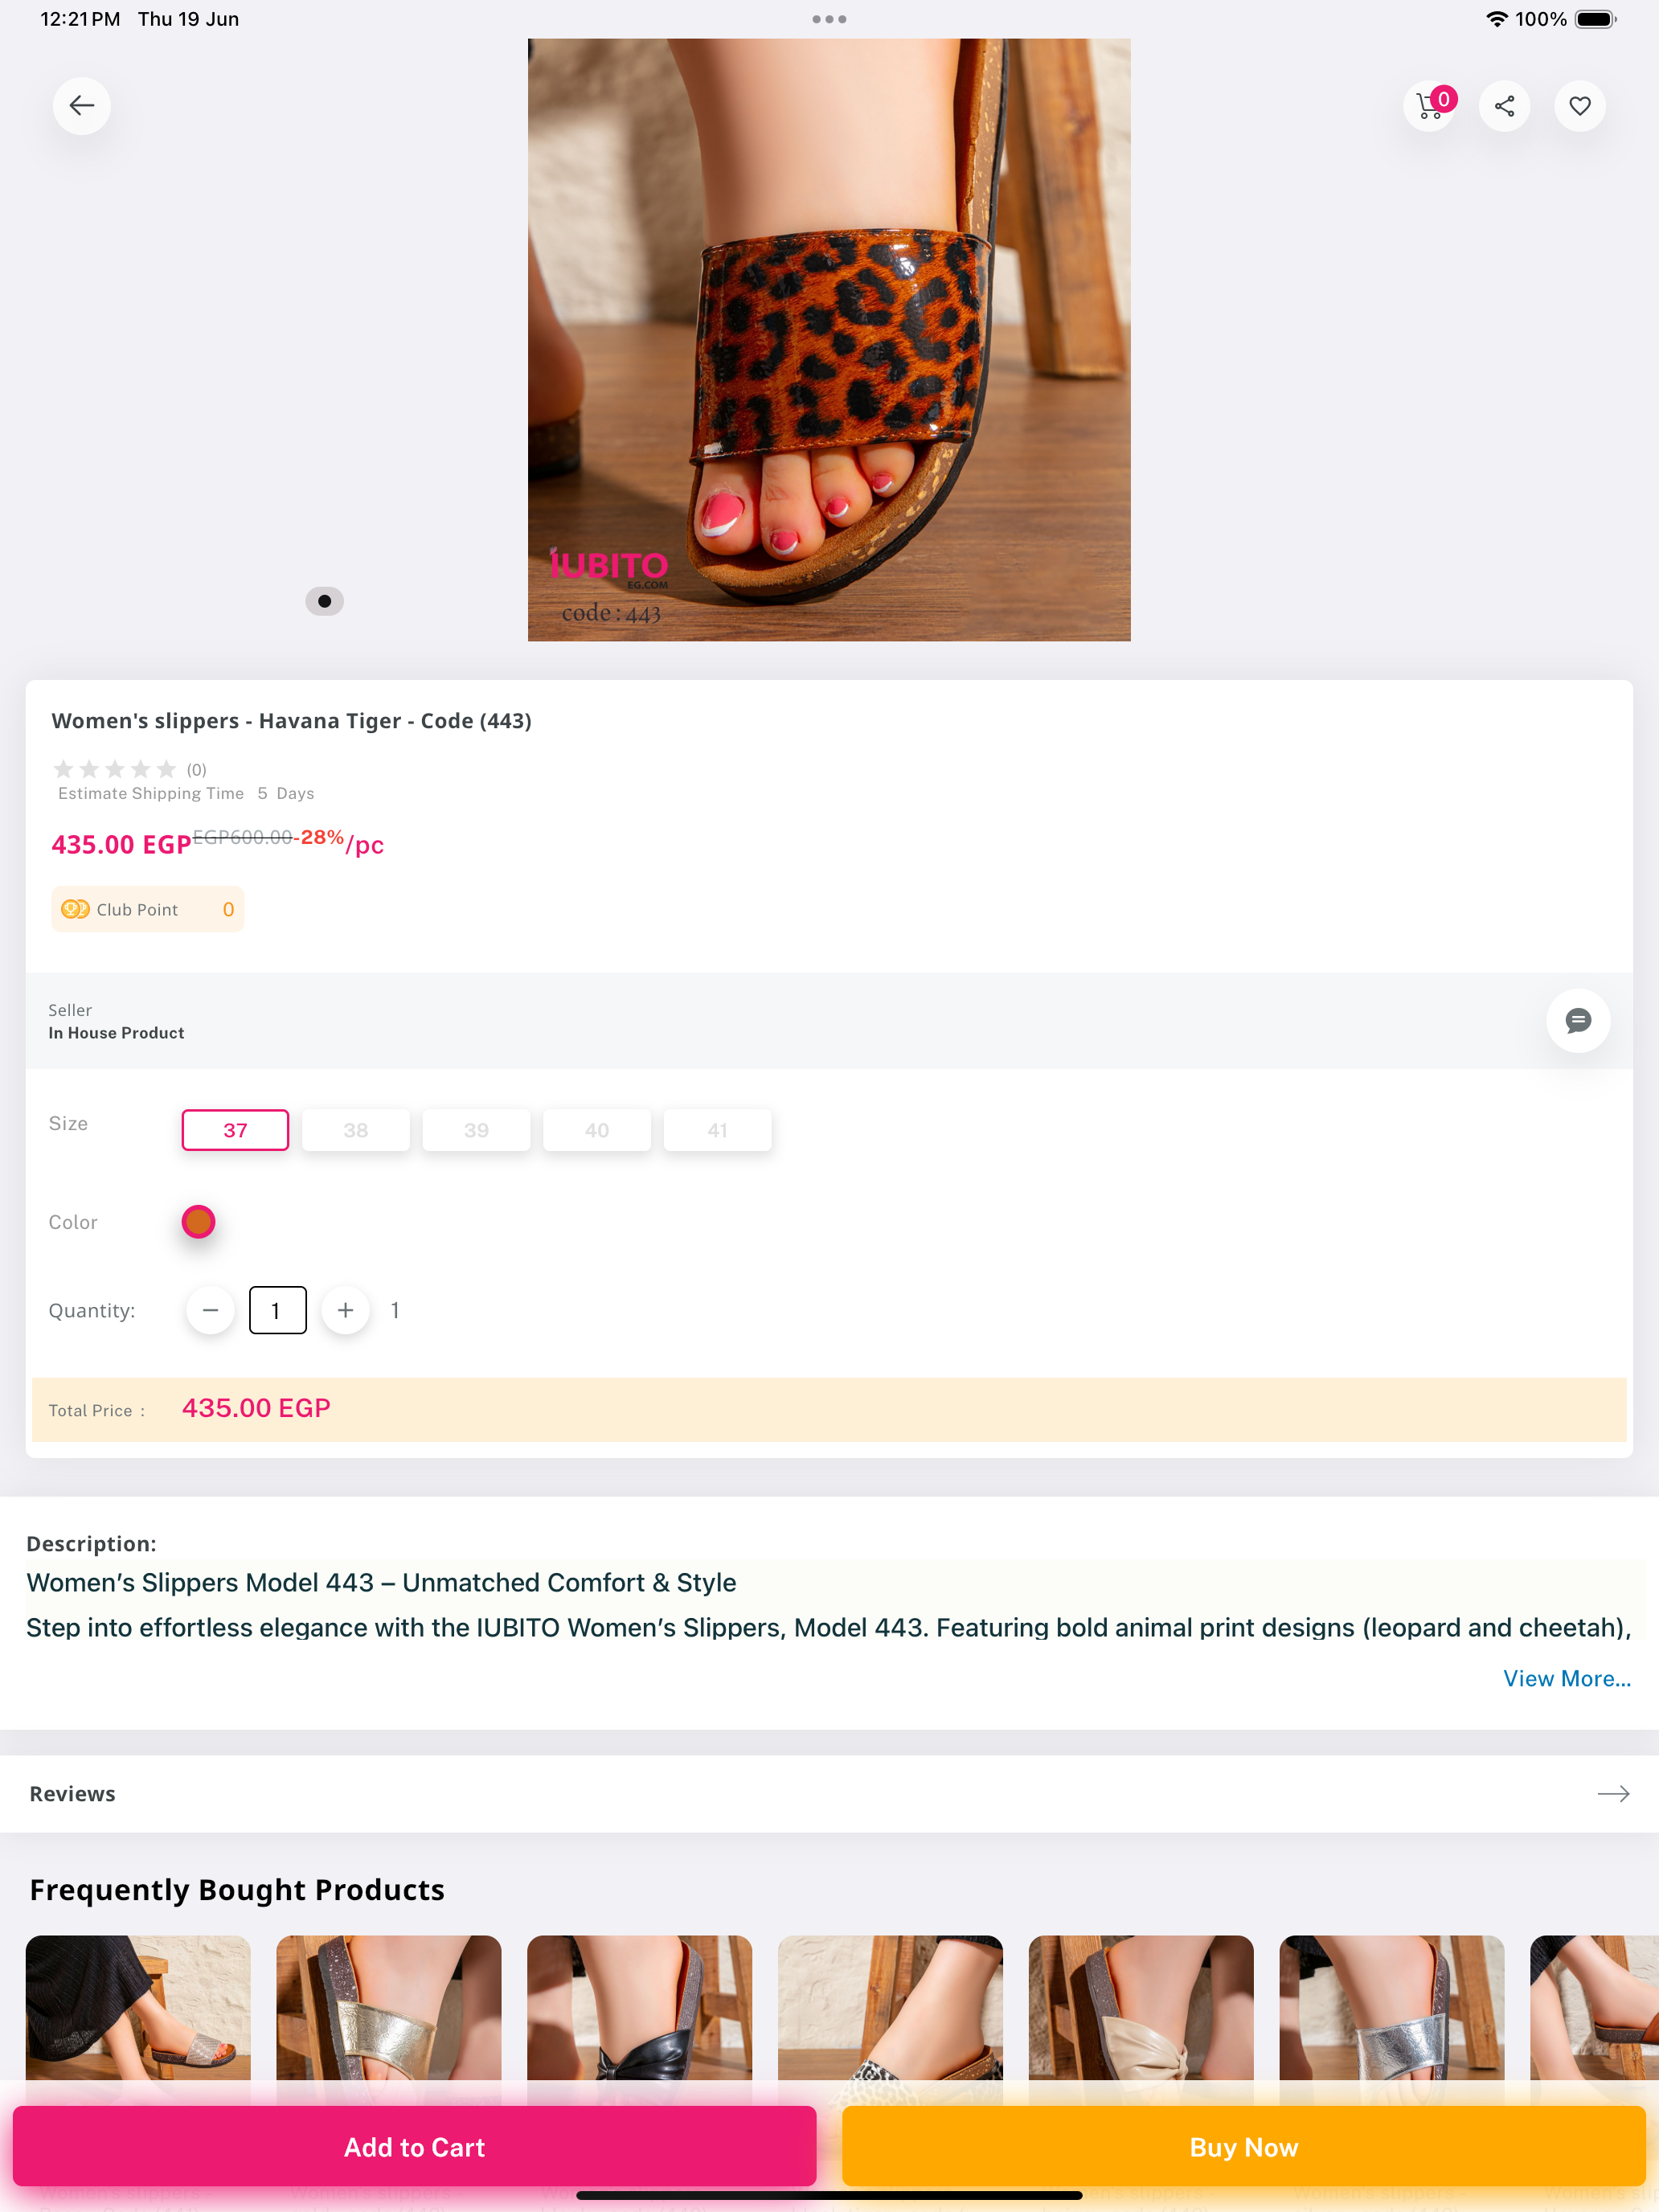 12:21 PM Thu 19 Jun
100%
0
IUBITO
EG.COM
code : 443
Women's slippers - Havana Tiger - Code (443)
(0)
Estimate Shipping Time 5 Days
435.00 EGP EGP600.00 -28% /pc
Club Point 0
Seller
In House Product
Size 37 38 39 40 41
Color
Quantity: 1 1
Total Price : 435.00 EGP
Description:
Women’s Slippers Model 443 – Unmatched Comfort & Style
Step into effortless elegance with the IUBITO Women’s Slippers, Model 443. Featuring bold animal print designs (leopard and cheetah),
View More...
Reviews
Frequently Bought Products
Add to Cart Buy Now